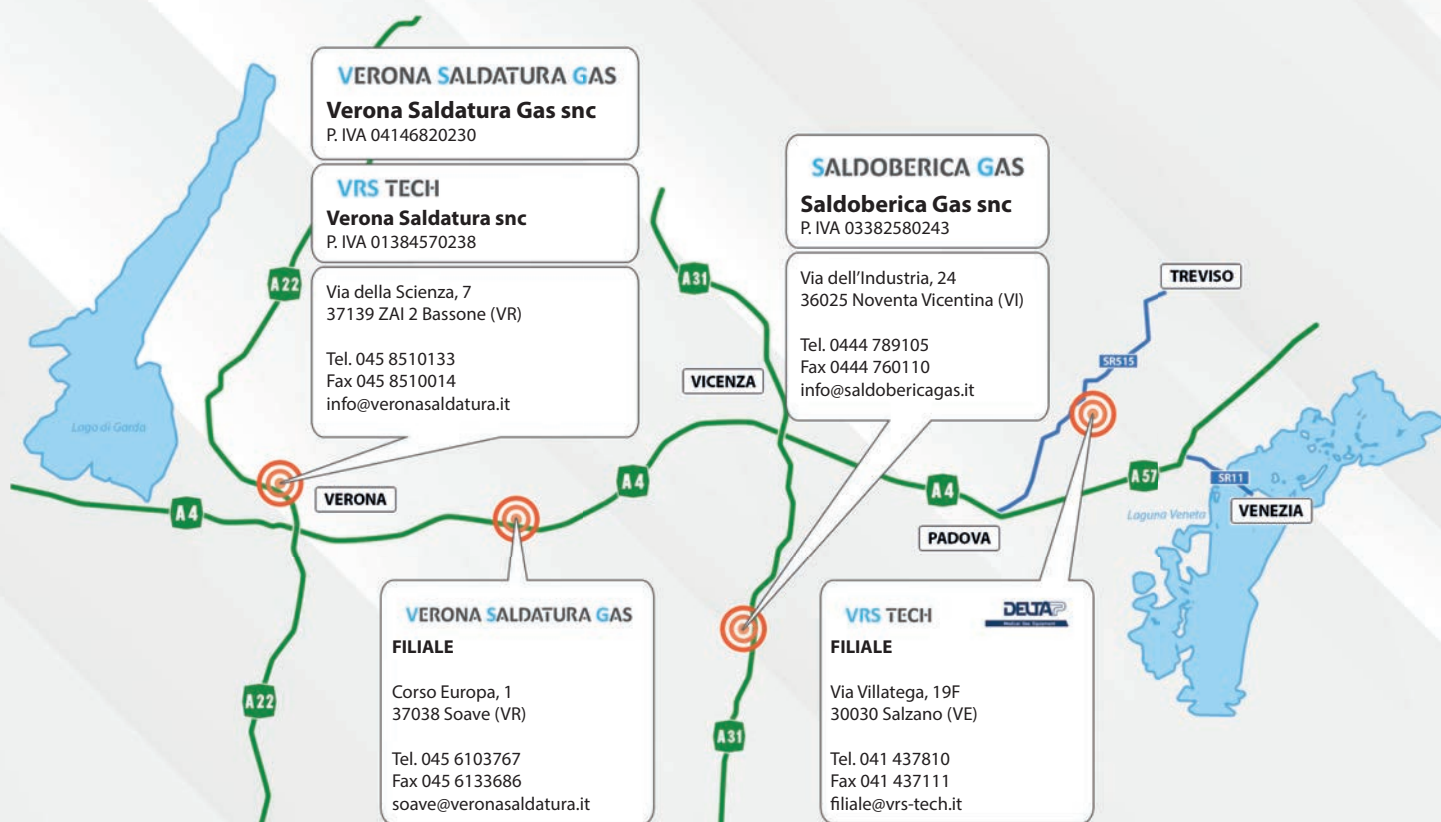 VERONA SALDATURA GAS
Verona Saldatura Gas snc
P. IVA 04146820230
VRS TECH
Verona Saldatura snc
P. IVA 01384570238
Via della Scienza, 7
37139 ZAI 2 Bassone (VR)
Tel. 045 8510133
Fax 045 8510014
info@veronasaldatura.it
SALDOBERICA GAS
Saldoberica Gas snc
P. IVA 03382580243
Via dell'Industria, 24
36025 Noventa Vicentina (VI)
Tel. 0444 789105
Fax 0444 760110
info@saldobericagas.it
A22
A31
TREVISO
SR515
VICENZA
Lago di Garda
VERONA
A4
A4
A4
A57
SR11
Laguna Veneta
VENEZIA
PADOVA
VERONA SALDATURA GAS
FILIALE
Corso Europa, 1
37038 Soave (VR)
Tel. 045 6103767
Fax 045 6133686
soave@veronasaldatura.it
VRS TECH
DELTAP
Medical Gas Equipment
FILIALE
Via Villatega, 19F
30030 Salzano (VE)
Tel. 041 437810
Fax 041 437111
filiale@vrs-tech.it
A22
A31